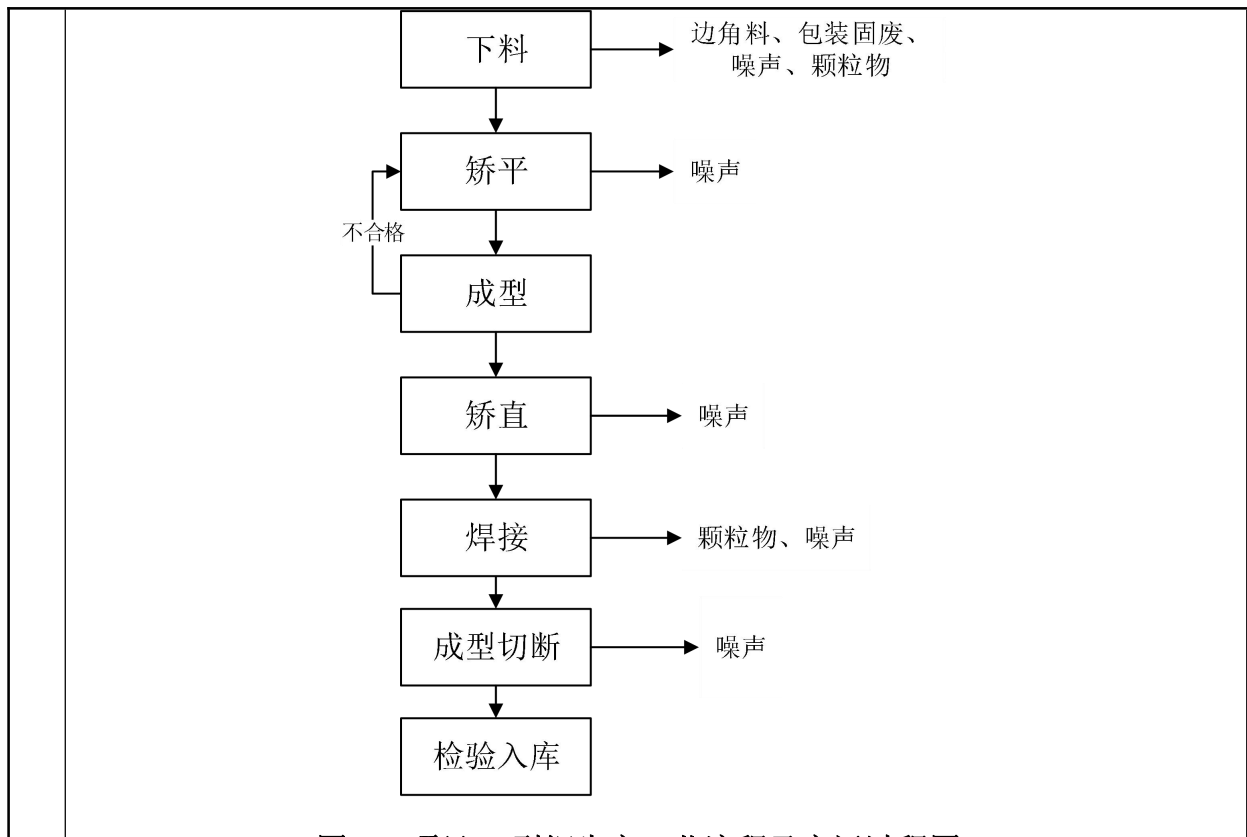 下料
边角料、包装固废、
噪声、颗粒物
矫平
噪声
不合格
成型
矫直
噪声
焊接
颗粒物、噪声
成型切断
噪声
检验入库